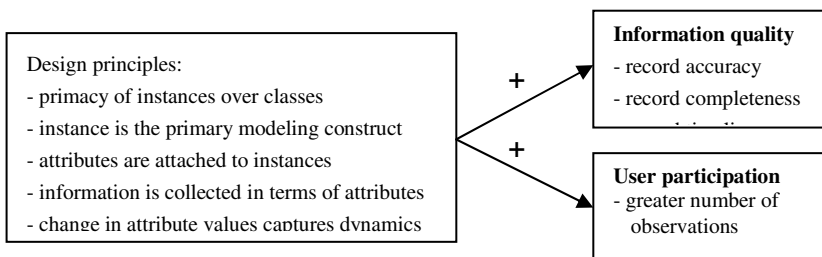 Design principles:
- primacy of instances over classes
- instance is the primary modeling construct
- attributes are attached to instances
- information is collected in terms of attributes
- change in attribute values captures dynamics
+
+
Information quality
- record accuracy
- record completeness
User participation
- greater number of
observations